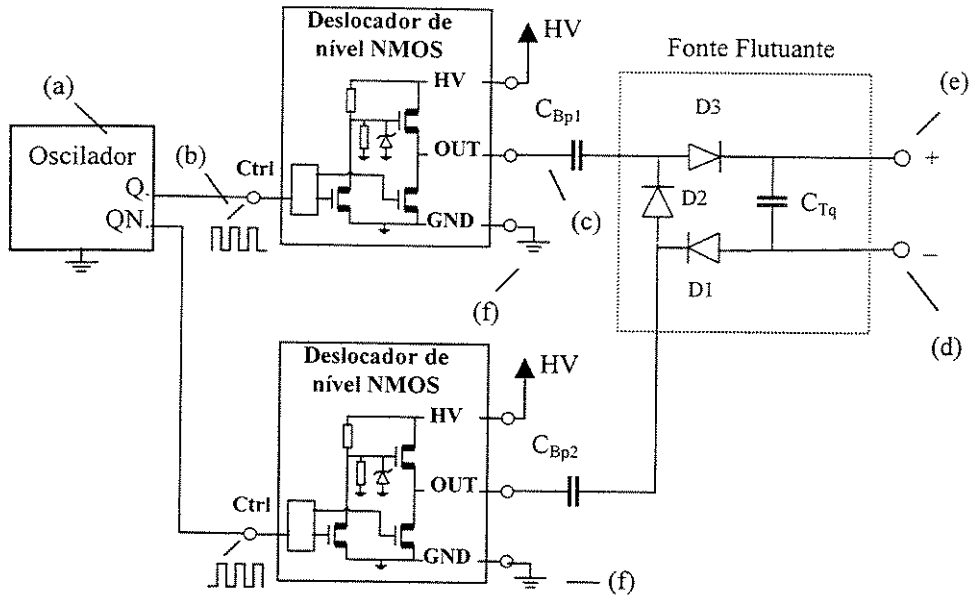 Deslocador de
nível NMOS
HV
HV
Fonte Flutuante
(a)
(e)
C_Bp1
D3
Oscilador
(b)
Ctrl
OUT
+
Q
D2
C_Tq
QN
GND
(c)
–
D1
(f)
(d)
Deslocador de
nível NMOS
HV
HV
C_Bp2
OUT
Ctrl
GND
(f)